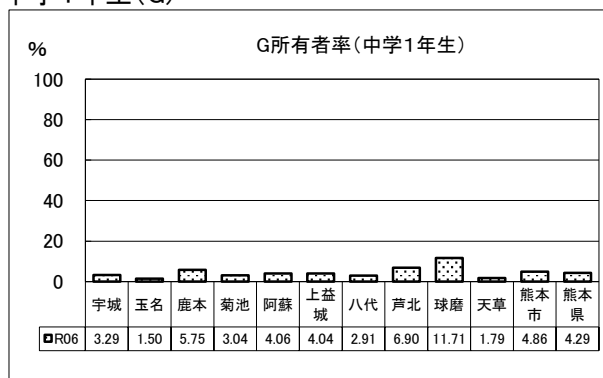 中学1年生(G)
G所有者率(中学1年生)
%
100
80
60
40
20
0
宇城 玉名 鹿本 菊池 阿蘇 上益城 八代 芦北 球磨 天草 熊本市 熊本県
R06 3.29 1.50 5.75 3.04 4.06 4.04 2.91 6.90 11.71 1.79 4.86 4.29